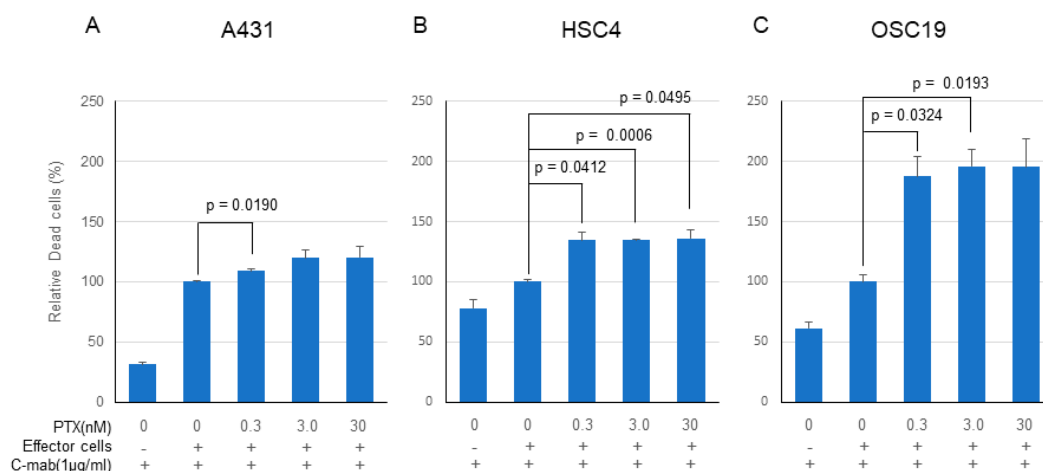 A A431
B HSC4
C OSC19
Relative Dead cells (%)
250
200
150
100
50
0
p = 0.0190
250
200
150
100
50
0
p = 0.0495
p = 0.0006
p = 0.0412
250
200
150
100
50
0
p = 0.0193
p = 0.0324
PTX(nM) 0 0 0.3 3.0 30 0 0 0.3 3.0 30 0 0 0.3 3.0 30
Effector cells - + + + + - + + + + - + + + +
C-mab(1μg/ml) + + + + + + + + + + + + + + +